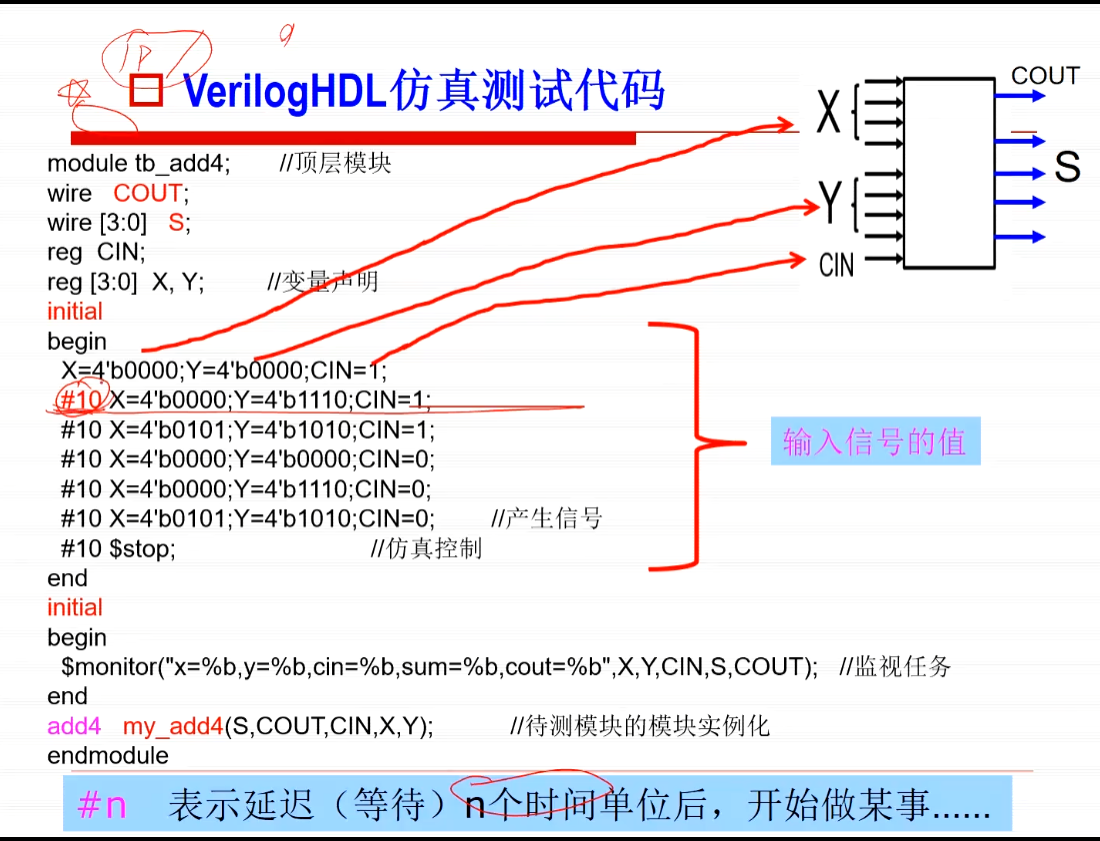 VerilogHDL仿真测试代码
module tb_add4; //顶层模块
wire COUT;
wire [3:0] S;
reg CIN;
reg [3:0] X, Y; //变量声明
initial
begin
X=4'b0000;Y=4'b0000;CIN=1;
#10 X=4'b0000;Y=4'b1110;CIN=1;
#10 X=4'b0101;Y=4'b1010;CIN=1;
#10 X=4'b0000;Y=4'b0000;CIN=0;
#10 X=4'b0000;Y=4'b1110;CIN=0;
#10 X=4'b0101;Y=4'b1010;CIN=0; //产生信号
#10 $stop; //仿真控制
end
initial
begin
$monitor("x=%b,y=%b,cin=%b,sum=%b,cout=%b",X,Y,CIN,S,COUT); //监视任务
end
add4 my_add4(S,COUT,CIN,X,Y); //待测模块的模块实例化
endmodule
X
Y
CIN
COUT
S
输入信号的值
#n 表示延迟（等待）n个时间单位后，开始做某事......